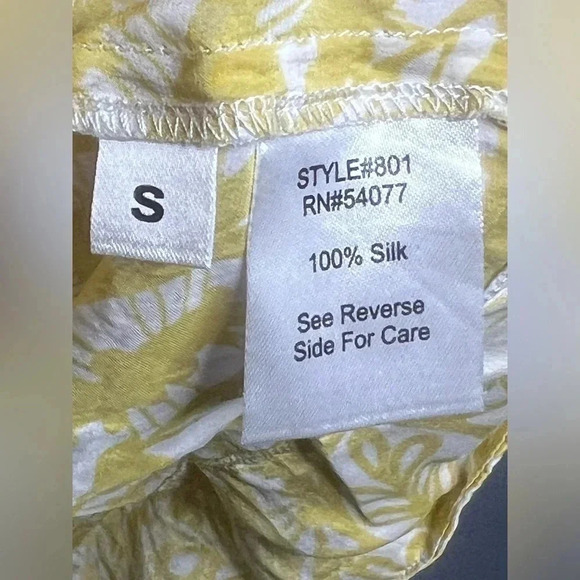 S
STYLE#801
RN#54077
100% Silk
See Reverse
Side For Care